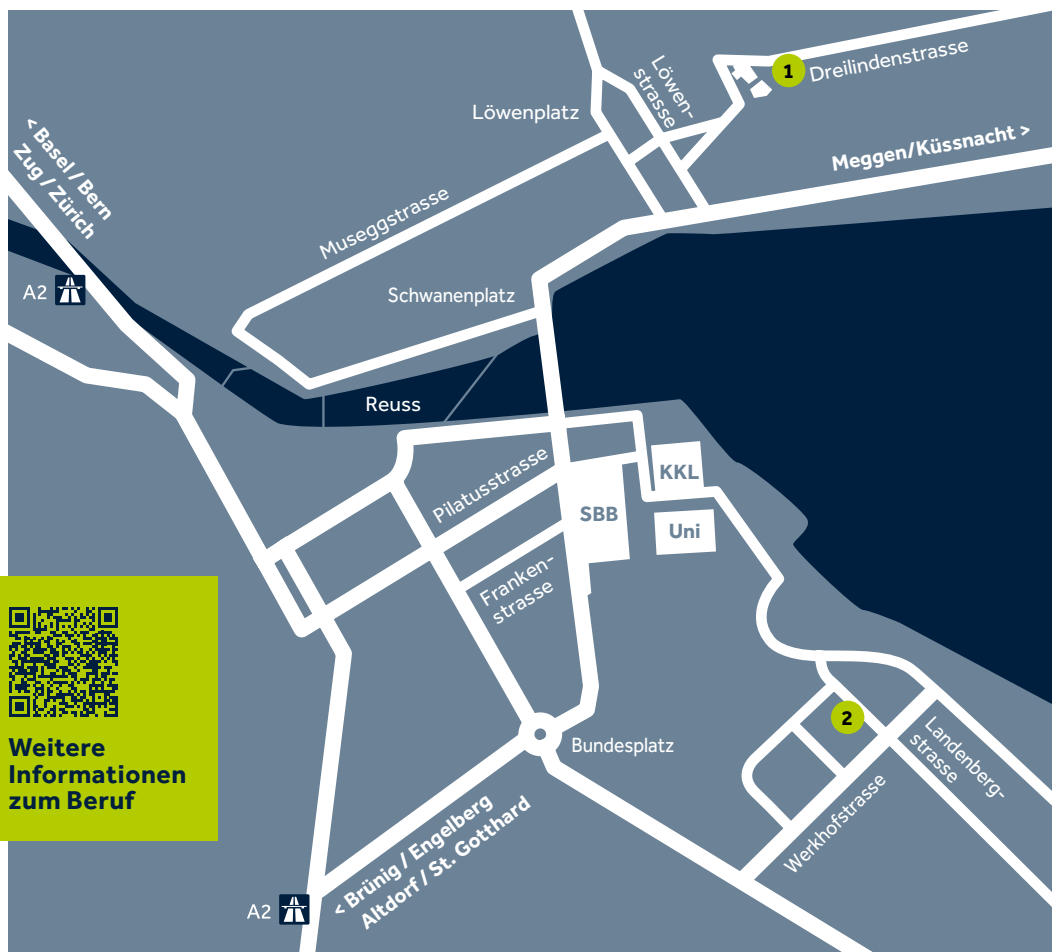 1
Dreilindenstrasse
Löwen-
strasse
Löwenplatz
Meggen/Küssnacht >
< Basel / Bern
Zug / Zürich
Museggstrasse
A2
Schwanenplatz
Reuss
Pilatusstrasse
KKL
SBB
Uni
Franken-
strasse
Weitere
Informationen
zum Beruf
2
Bundesplatz
Landenberg-
strasse
Werkhofstrasse
< Brünig / Engelberg
Altdorf / St. Gotthard
A2